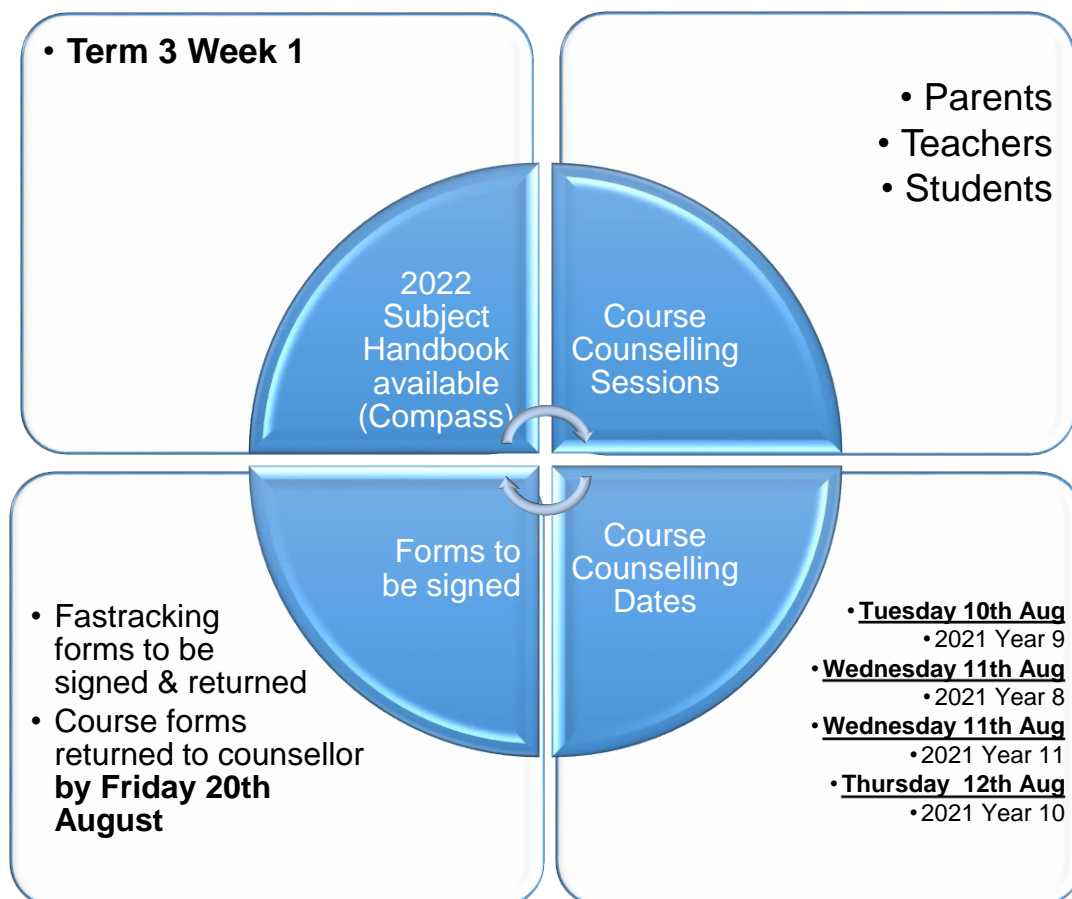 • Term 3 Week 1
• Parents
• Teachers
• Students
2022
Subject
Handbook
available
(Compass)
Course
Counselling
Sessions
Forms to
be signed
Course
Counselling
Dates
• Fastracking
forms to be
signed & returned
• Course forms
returned to counsellor
by Friday 20th
August
•Tuesday 10th Aug
•2021 Year 9
•Wednesday 11th Aug
•2021 Year 8
•Wednesday 11th Aug
•2021 Year 11
•Thursday 12th Aug
•2021 Year 10